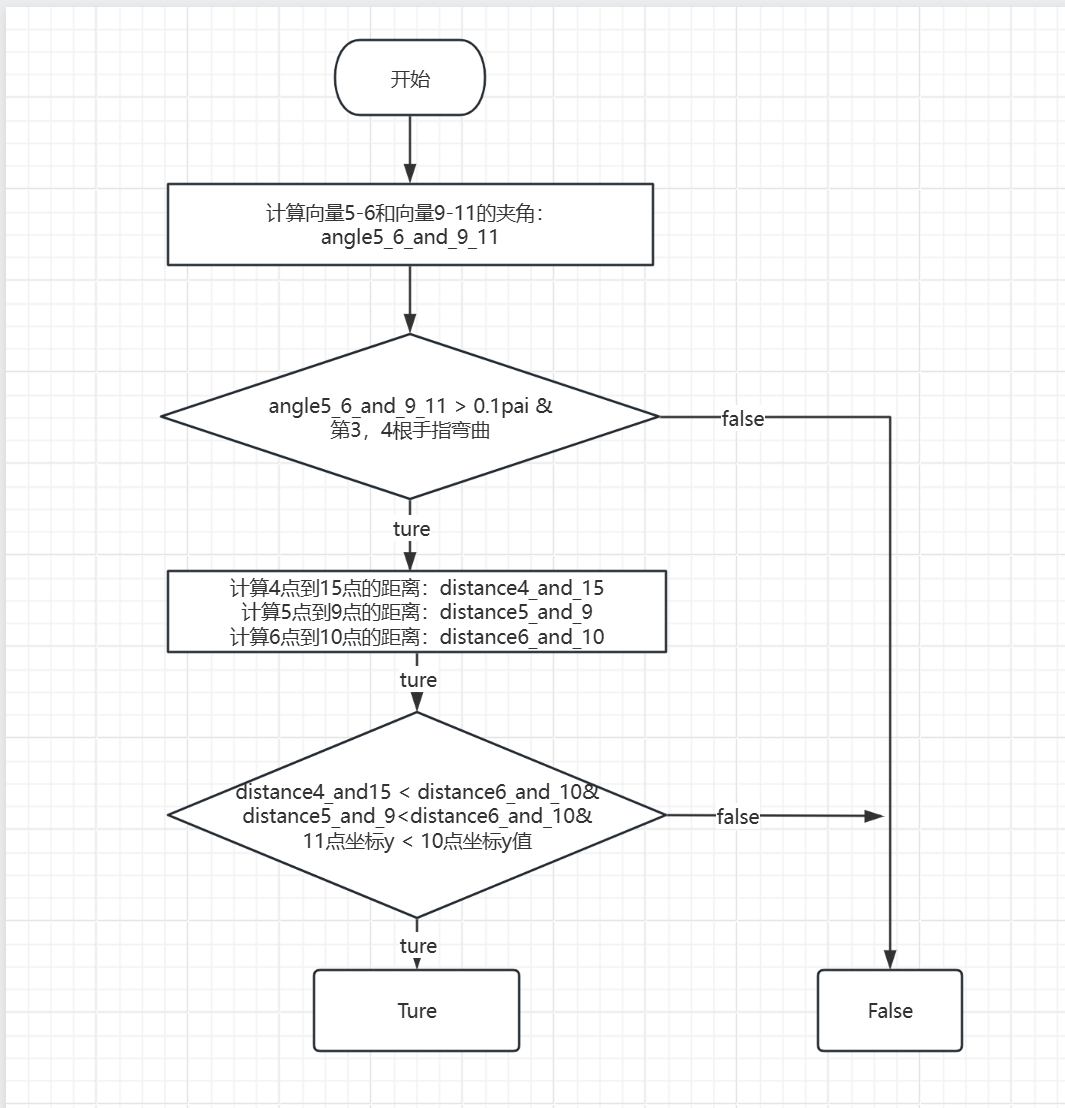 开始
计算向量5-6和向量9-11的夹角：
angle5_6_and_9_11
angle5_6_and_9_11 > 0.1pai &
第3，4根手指弯曲
false
ture
计算4点到15点的距离：distance4_and_15
计算5点到9点的距离：distance5_and_9
计算6点到10点的距离：distance6_and_10
ture
distance4_and15 < distance6_and_10&
distance5_and_9<distance6_and_10&
11点坐标y < 10点坐标y值
false
ture
Ture
False